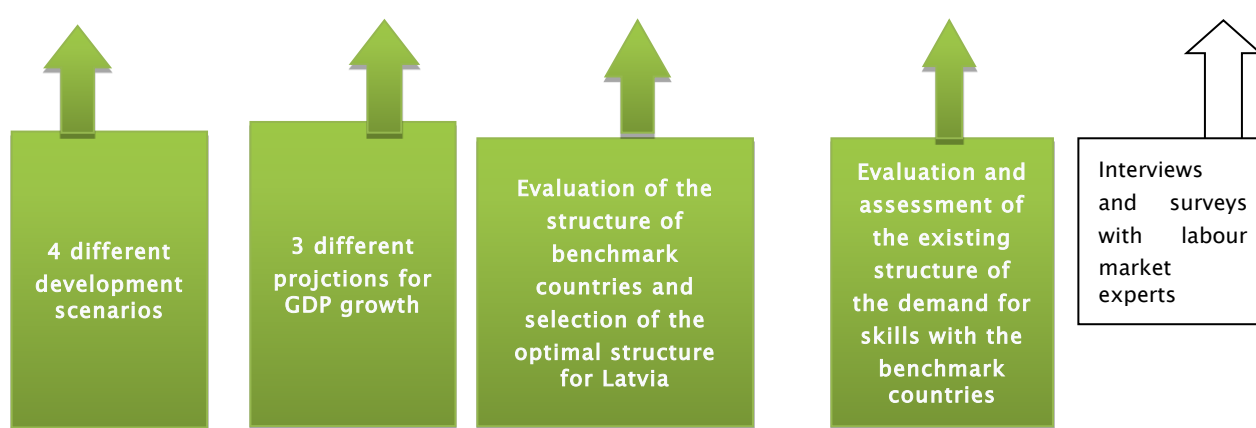 4 different
development
scenarios
3 different
projctions for
GDP growth
Evaluation of the
structure of
benchmark
countries and
selection of the
optimal structure
for Latvia
Evaluation and
assessment of
the existing
structure of
the demand for
skills with the
benchmark
countries
Interviews
and surveys
with labour
market
experts